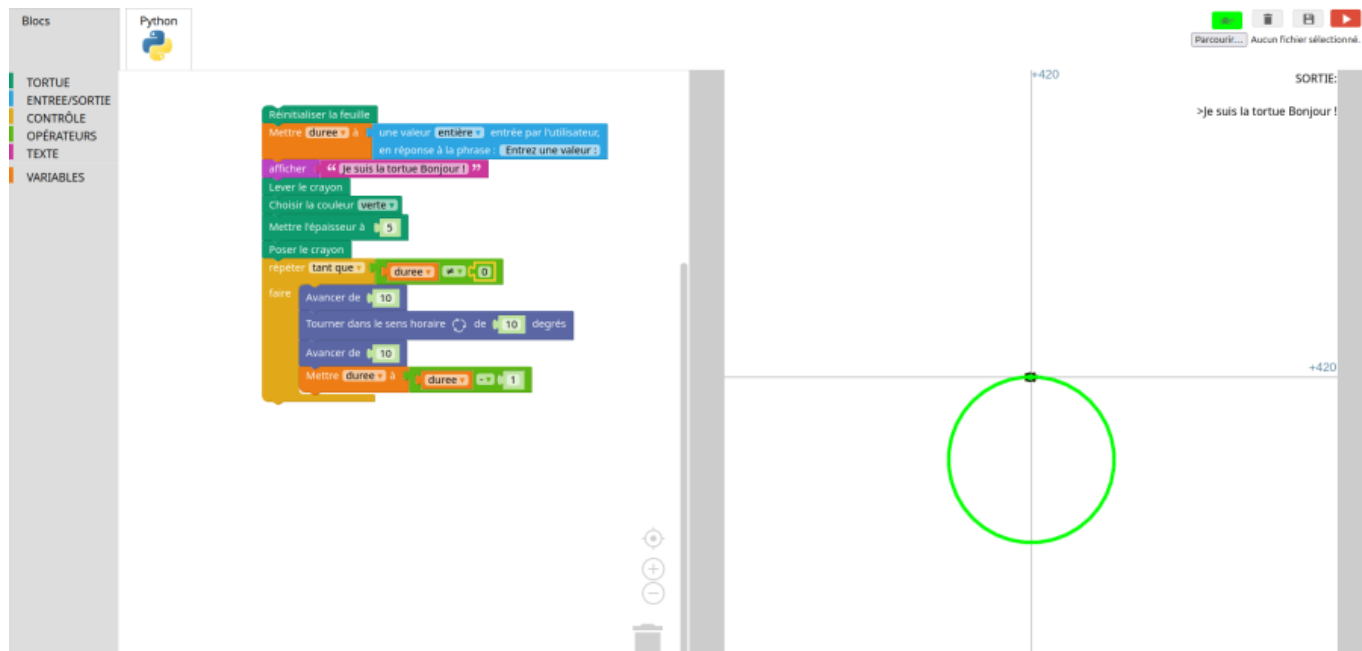 Blocs
Python
Parcourir... Aucun fichier sélectionné.
TORTUE
ENTREE/SORTIE
CONTRÔLE
OPÉRATEURS
TEXTE
VARIABLES
Réinitialiser la feuille
Mettre duree à une valeur entière entrée par l'utilisateur,
en réponse à la phrase : Entrez une valeur :
afficher “ Je suis la tortue Bonjour ! ”
Lever le crayon
Choisir la couleur verte
Mettre l'épaisseur à 5
Poser le crayon
répéter tant que duree ≠ 0
faire Avancer de 10
Tourner dans le sens horaire de 10 degrés
Avancer de 10
Mettre duree à duree - 1
+420
SORTIE:
>Je suis la tortue Bonjour !
+420